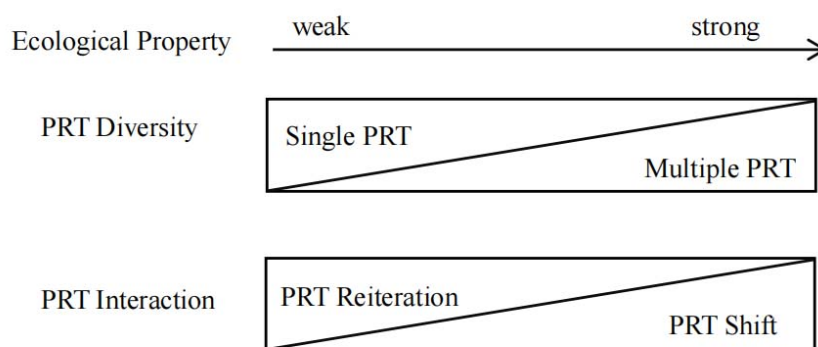 Ecological Property
weak
strong
PRT Diversity
Single PRT
Multiple PRT
PRT Interaction
PRT Reiteration
PRT Shift